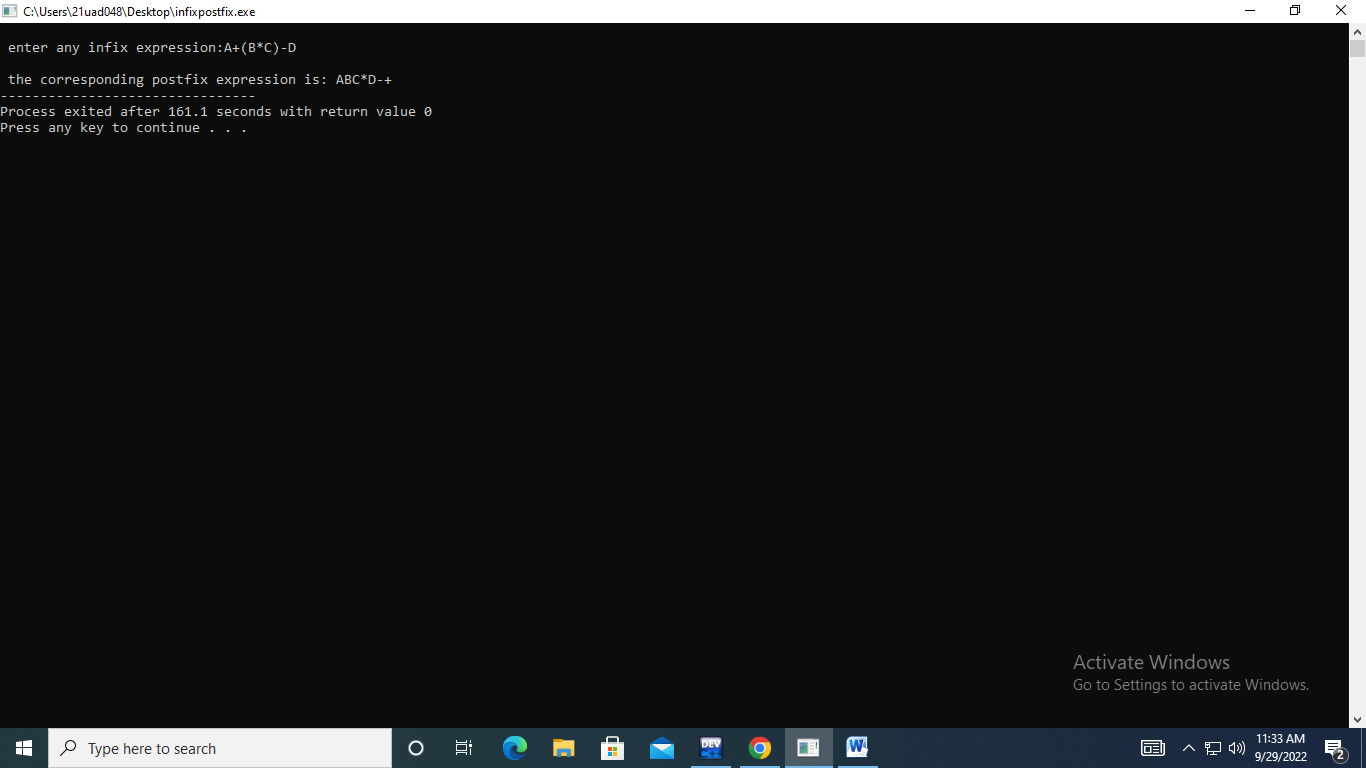 C:\Users\21uad048\Desktop\infixpostfix.exe
enter any infix expression:A+(B*C)-D
the corresponding postfix expression is: ABC*D-+
--------------------------------
Process exited after 161.1 seconds with return value 0
Press any key to continue . . .
Activate Windows
Go to Settings to activate Windows.
Type here to search
DEV
C++
W
11:33 AM
9/29/2022
2